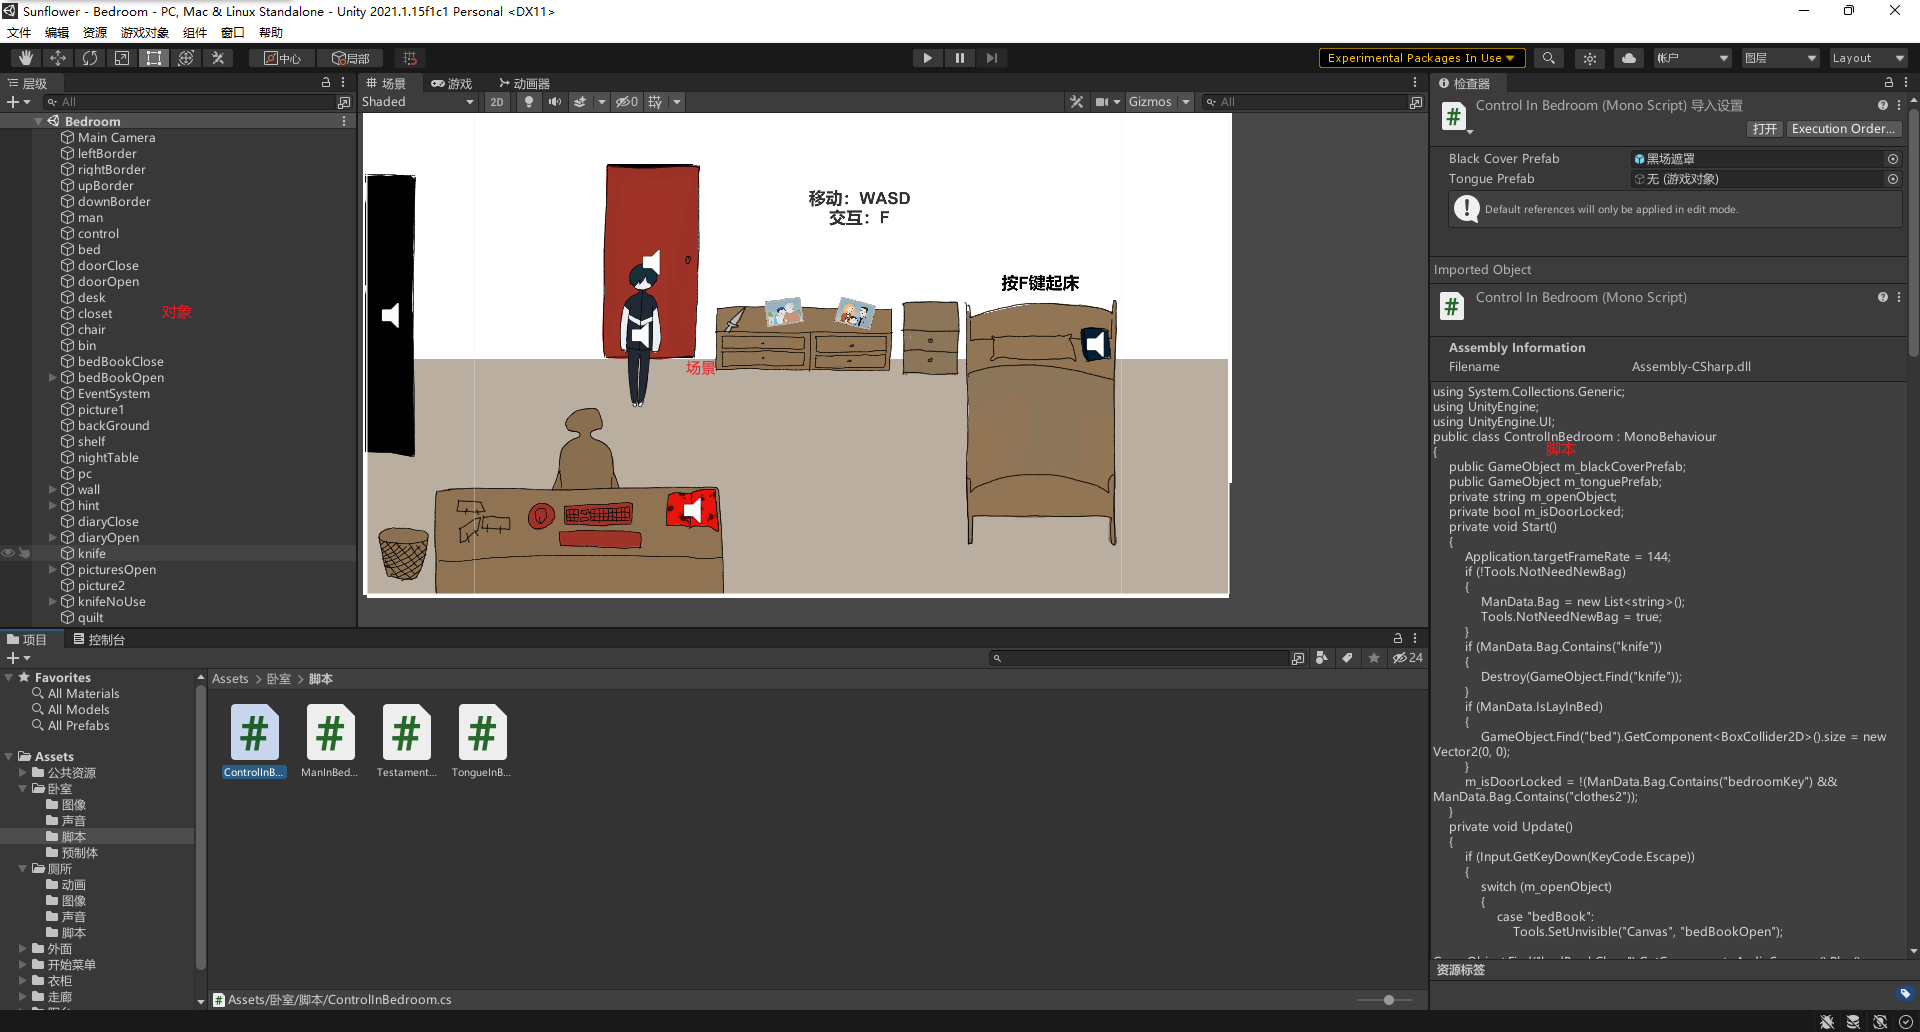 Sunflower - Bedroom - PC, Mac & Linux Standalone - Unity 2021.1.15f1c1 Personal <DX11>
文件 编辑 资源 游戏对象 组件 窗口 帮助
中心 局部 Experimental Packages In Use 帐户 图层 Layout
层级
All
Bedroom
Main Camera
leftBorder
rightBorder
upBorder
downBorder
man
control
bed
doorClose
doorOpen
desk
closet
chair
bin
bedBookClose
bedBookOpen
EventSystem
picture1
backGround
shelf
nightTable
pc
wall
hint
diaryClose
diaryOpen
knife
picturesOpen
picture2
knifeNoUse
quilt
对象
场景 游戏 动画器
Shaded 2D 0 Gizmos All
移动：WASD
交互：F
按F键起床
场景
检查器
Control In Bedroom (Mono Script) 导入设置
打开 Execution Order...
Black Cover Prefab 黑场遮罩
Tongue Prefab 无 (游戏对象)
Default references will only be applied in edit mode.
Imported Object
Control In Bedroom (Mono Script)
Assembly Information
Filename Assembly-CSharp.dll
using System.Collections.Generic;
using UnityEngine;
using UnityEngine.UI;
public class ControlInBedroom : MonoBehaviour
{
脚本
public GameObject m_blackCoverPrefab;
public GameObject m_tonguePrefab;
private string m_openObject;
private bool m_isDoorLocked;
private void Start()
{
Application.targetFrameRate = 144;
if (!Tools.NotNeedNewBag)
{
ManData.Bag = new List<string>();
Tools.NotNeedNewBag = true;
}
if (ManData.Bag.Contains("knife"))
{
Destroy(GameObject.Find("knife"));
}
if (ManData.IsLayInBed)
{
GameObject.Find("bed").GetComponent<BoxCollider2D>().size = new
Vector2(0, 0);
}
m_isDoorLocked = !(ManData.Bag.Contains("bedroomKey") &&
ManData.Bag.Contains("clothes2"));
}
private void Update()
{
if (Input.GetKeyDown(KeyCode.Escape))
{
switch (m_openObject)
{
case "bedBook":
Tools.SetUnvisible("Canvas", "bedBookOpen");
资源标签
项目 控制台
24
Favorites
All Materials
All Models
All Prefabs
Assets
公共资源
卧室
图像
声音
脚本
预制体
厕所
动画
图像
声音
脚本
外面
开始菜单
衣柜
走廊
Assets > 卧室 > 脚本
ControlInB... ManInBed... Testament... TongueInB...
Assets/卧室/脚本/ControlInBedroom.cs